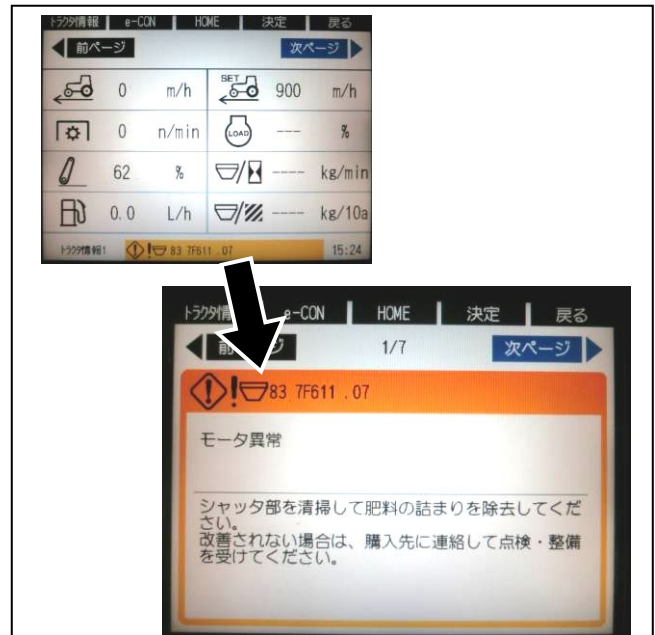 トラクタ情報 e-CON HOME 決定 戻る
前ページ 次ページ
0 m/h SET 900 m/h
0 n/min LOAD --- %
62 % ---- kg/min
0.0 L/h ---- kg/10a
トラクタ情報1 83 7F611 .07 15:24
e-CON HOME 決定 戻る
1/7 次ページ
83 7F611 .07
モータ異常
シャッタ部を清掃して肥料の詰まりを除去してくだ
さい。
改善されない場合は、購入先に連絡して点検・整備
を受けてください。